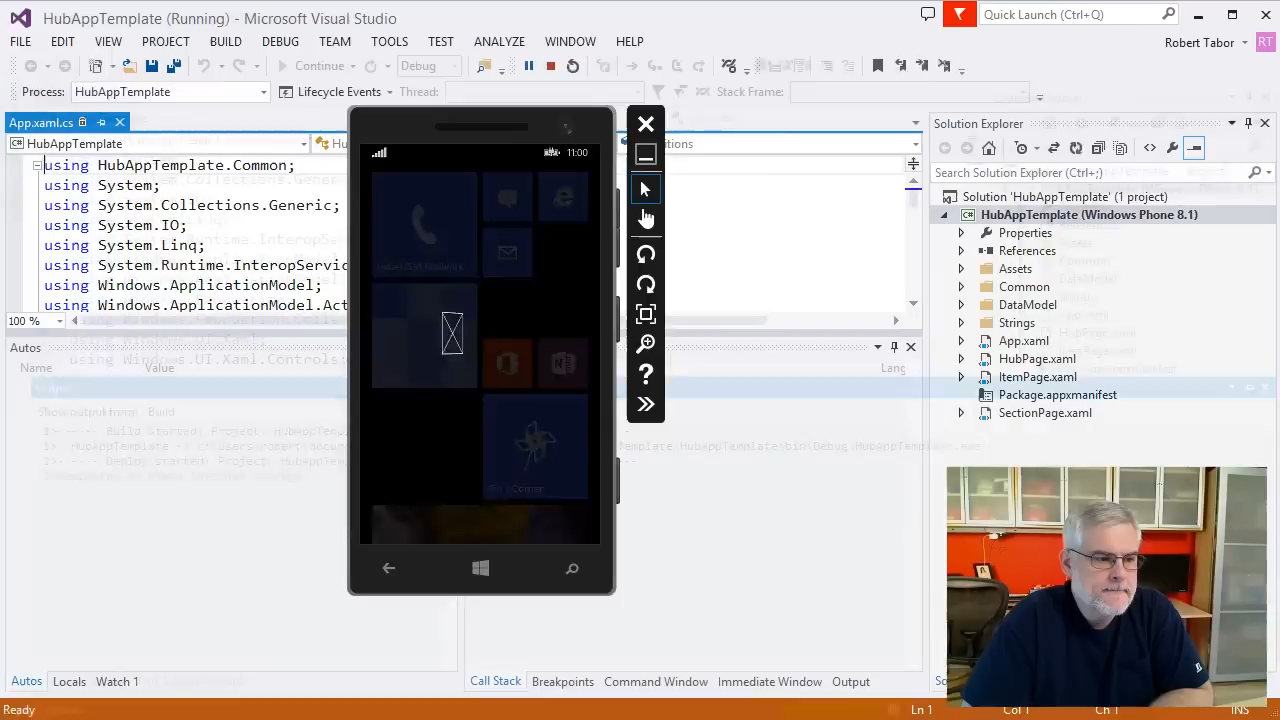 HubAppTemplate (Running) - Microsoft Visual Studio
Quick Launch (Ctrl+Q)
FILE EDIT VIEW PROJECT BUILD DEBUG TEAM TOOLS TEST ANALYZE WINDOW HELP
Robert Tabor RT
Continue Debug
Process: HubAppTemplate Lifecycle Events Thread: Stack Frame:
App.xaml.cs
HubAppTemplate
11:00
using HubAppTemplate.Common;
using System;
using System.Collections.Generic;
using System.IO;
using System.Linq;
using System.Runtime.InteropServic
using Windows.ApplicationModel;
using Windows.ApplicationModel.Act
100 %
Autos
Name Value
Lang
Show output from: Build
Autos Locals Watch 1
Call Stack Breakpoints Command Window Immediate Window Output
Solution Explorer
Search Solution Explorer (Ctrl+;)
Solution 'HubAppTemplate' (1 project)
HubAppTemplate (Windows Phone 8.1)
Properties
References
Assets
Common
DataModel
Strings
App.xaml
HubPage.xaml
ItemPage.xaml
Package.appxmanifest
SectionPage.xaml
Ready
Ln 1 Col 1 Ch 1 INS